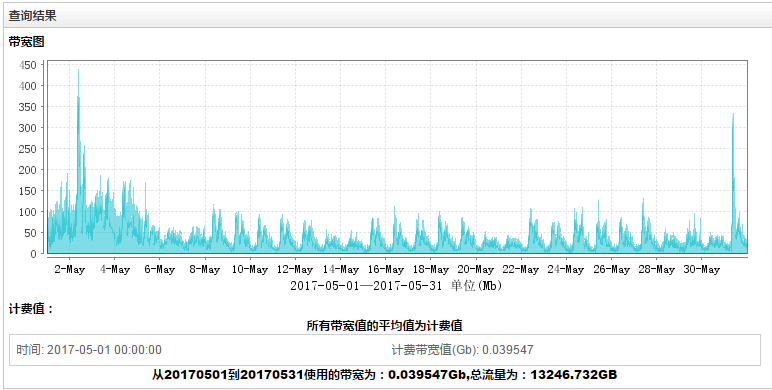 查询结果
带宽图
450
400
350
300
250
200
150
100
50
0
2-May 4-May 6-May 8-May 10-May 12-May 14-May 16-May 18-May 20-May 22-May 24-May 26-May 28-May 30-May
2017-05-01—2017-05-31 单位(Mb)
计费值：
所有带宽值的平均值为计费值
时间: 2017-05-01 00:00:00 计费带宽值(Gb): 0.039547
从20170501到20170531使用的带宽为：0.039547Gb,总流量为：13246.732GB